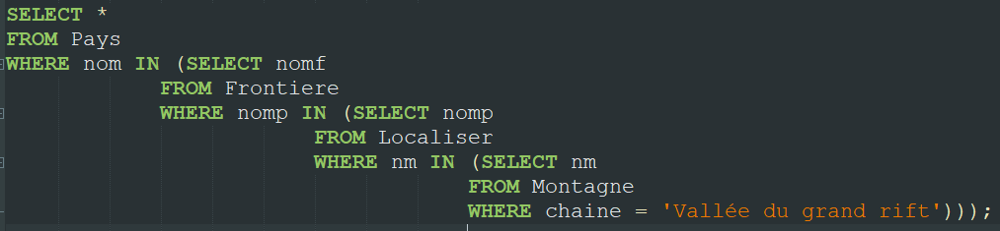 SELECT *
FROM Pays
WHERE nom IN (SELECT nomf
FROM Frontiere
WHERE nomp IN (SELECT nomp
FROM Localiser
WHERE nm IN (SELECT nm
FROM Montagne
WHERE chaine = 'Vallée du grand rift')));